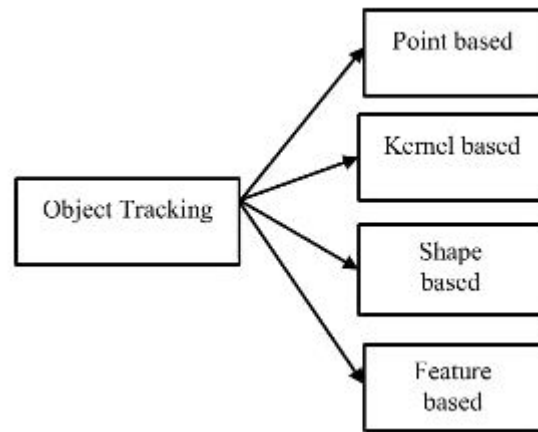 Point based
Kernel based
Object Tracking
Shape
based
Feature
based